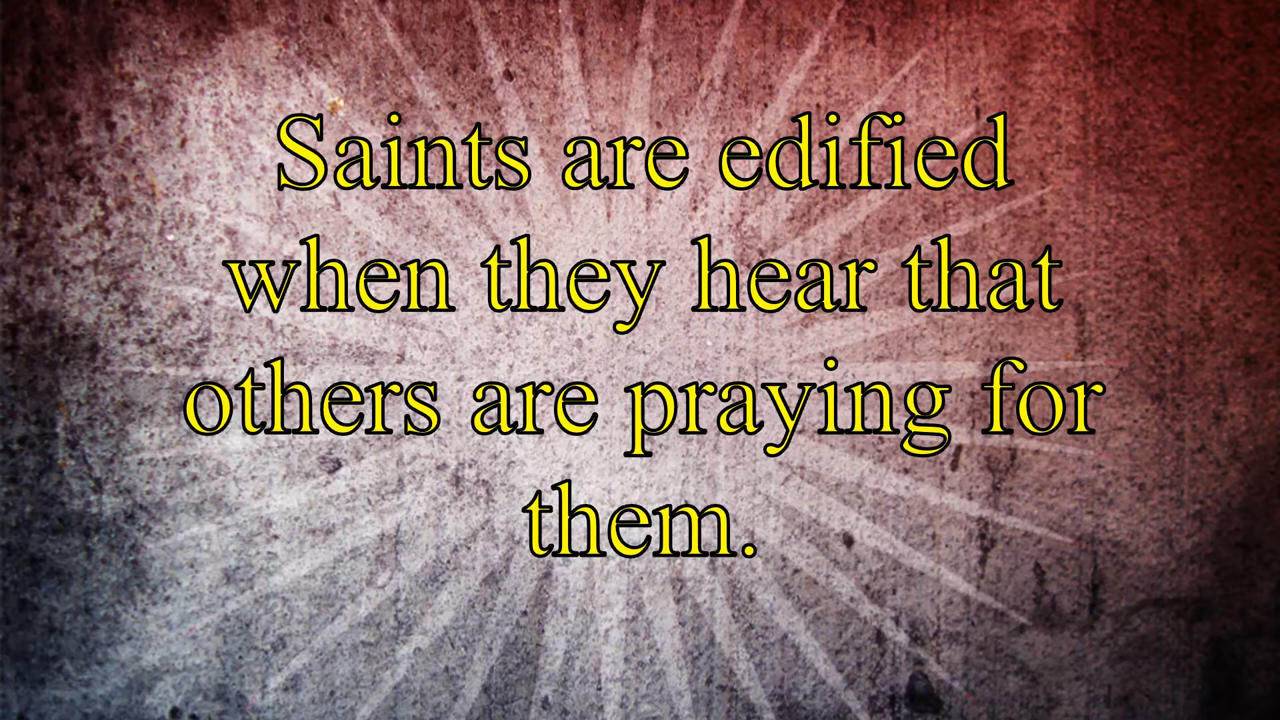 Saints are edified
when they hear that
others are praying for
them.